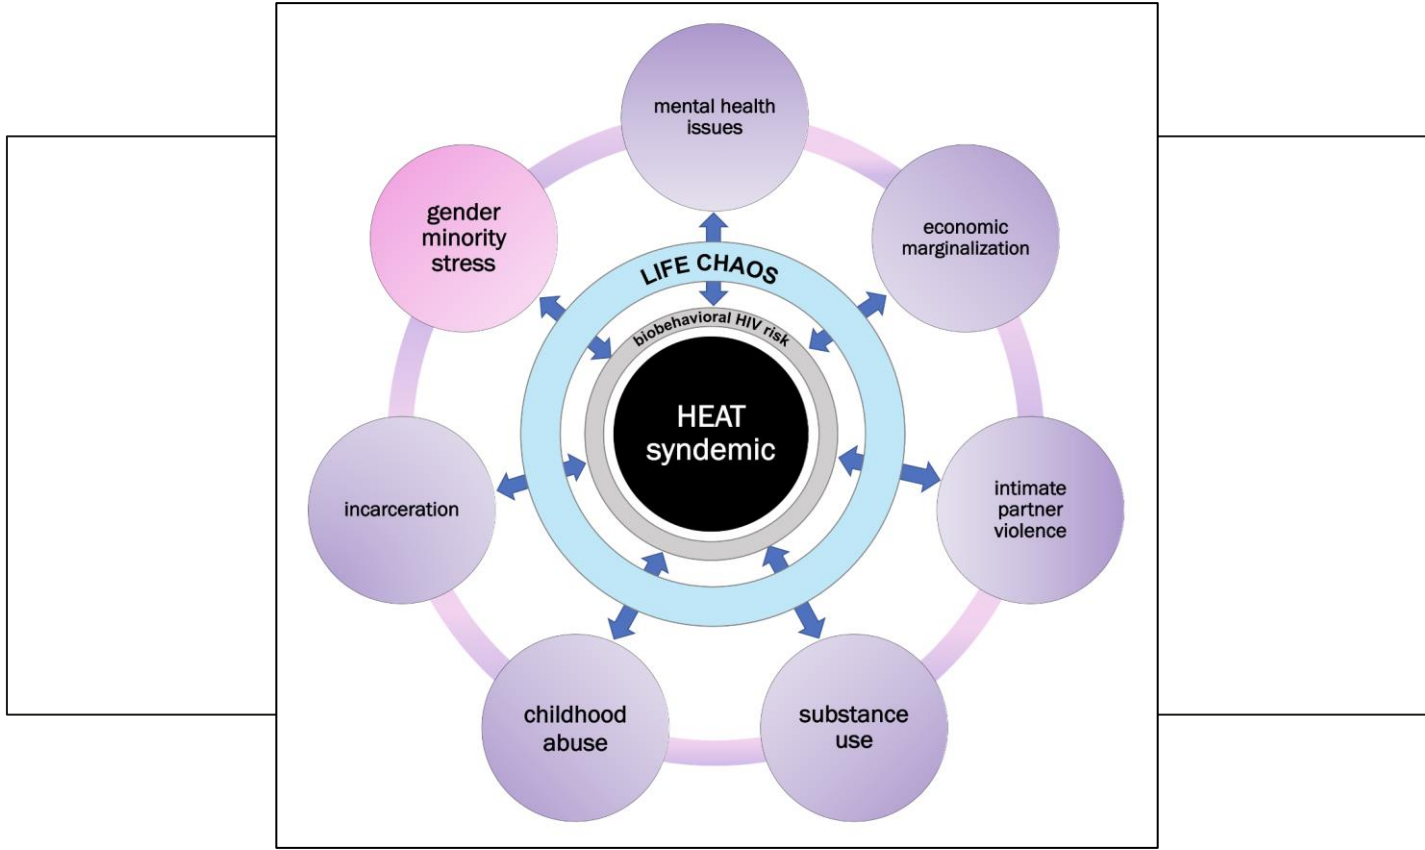 mental health
issues
gender
minority
stress
economic
marginalization
LIFE CHAOS
biobehavioral HIV risk
HEAT
syndemic
incarceration
intimate
partner
violence
childhood
abuse
substance
use